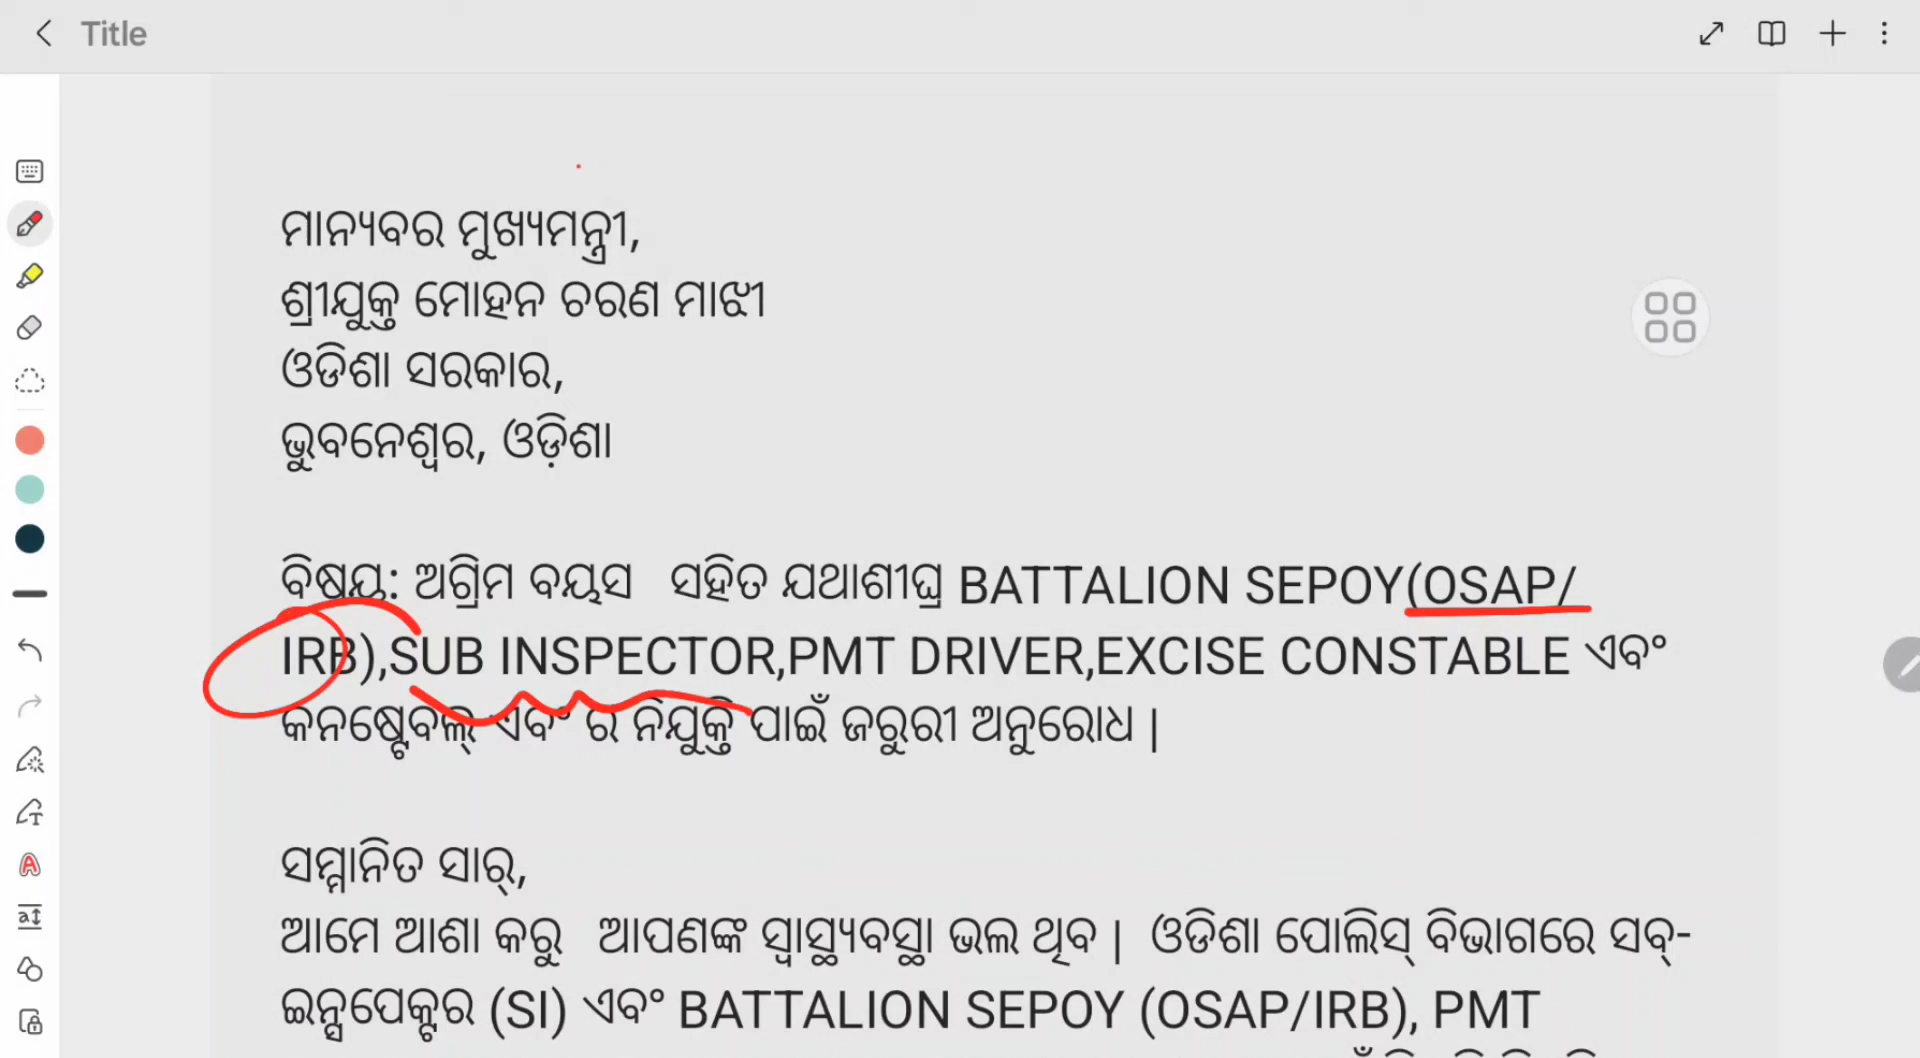 Title
ମାନ୍ୟବର ମୁଖ୍ୟମନ୍ତ୍ରୀ,
ଶ୍ରୀଯୁକ୍ତ ମୋହନ ଚରଣ ମାଝୀ
ଓଡିଶା ସରକାର,
ଭୁବନେଶ୍ୱର, ଓଡ଼ିଶା
ବିଷୟ: ଅଗ୍ରିମ ବୟସ ସହିତ ଯଥାଶୀଘ୍ର BATTALION SEPOY(OSAP/
IRB),SUB INSPECTOR,PMT DRIVER,EXCISE CONSTABLE ଏବଂ
କନଷ୍ଟେବିଲ୍ ଏବଂ ର ନିଯୁକ୍ତି ପାଇଁ ଜରୁରୀ ଅନୁରୋଧ |
ସମ୍ମାନିତ ସାର୍,
ଆମେ ଆଶା କରୁ ଆପଣଙ୍କ ସ୍ୱାସ୍ଥ୍ୟବସ୍ଥା ଭଲ ଥିବ | ଓଡିଶା ପୋଲିସ୍ ବିଭାଗରେ ସବ୍-
ଇନ୍ସପେକ୍ଟର (SI) ଏବଂ BATTALION SEPOY (OSAP/IRB), PMT